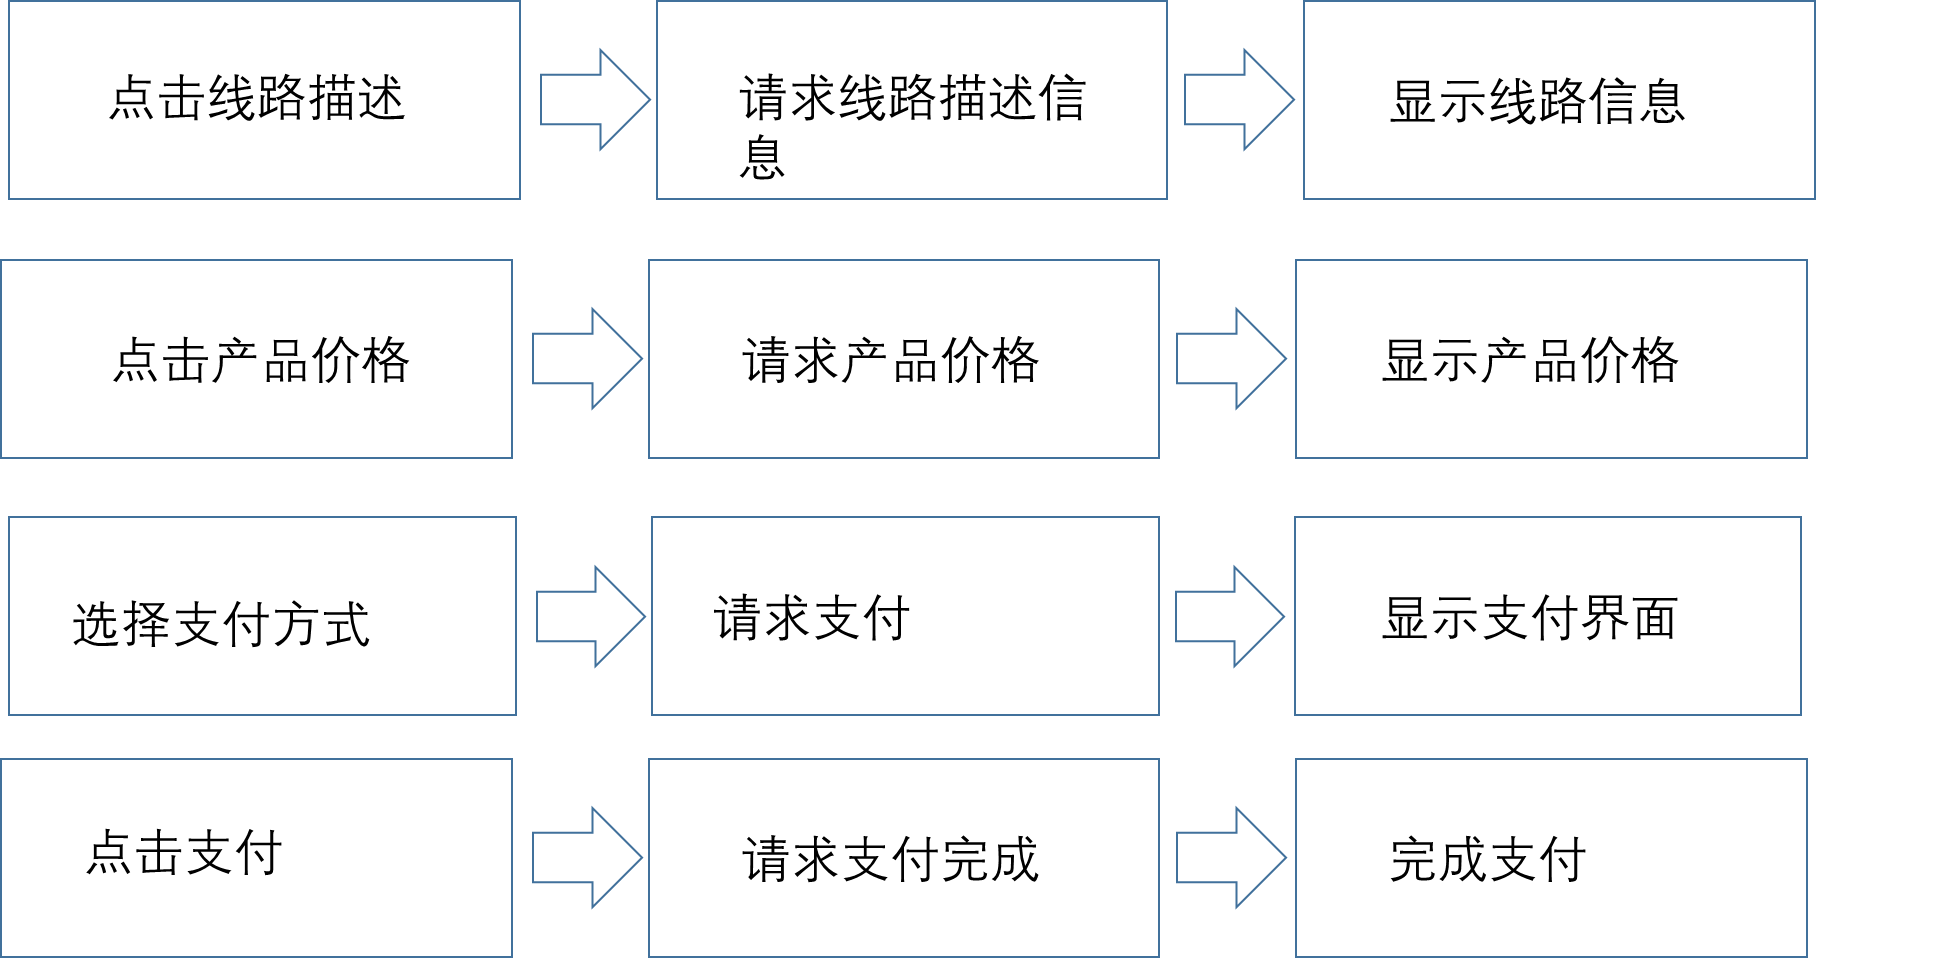 点击线路描述
请求线路描述信
息
显示线路信息
点击产品价格
请求产品价格
显示产品价格
选择支付方式
请求支付
显示支付界面
点击支付
请求支付完成
完成支付